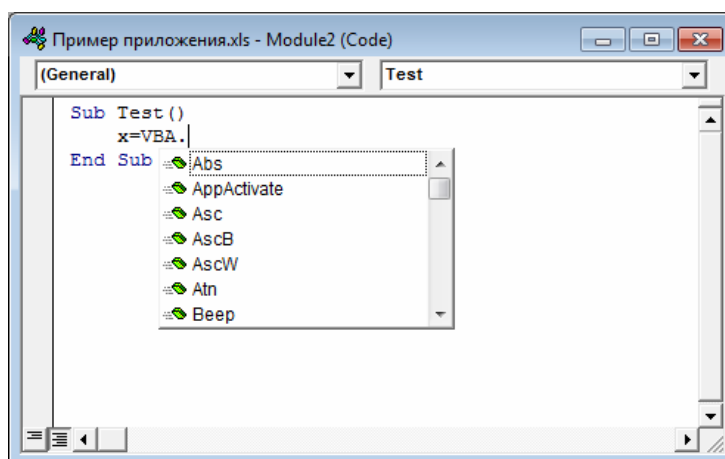 Пример приложения.xls - Module2 (Code)
(General) Test
Sub Test()
x=VBA.
End Sub
Abs
AppActivate
Asc
AscB
AscW
Atn
Beep